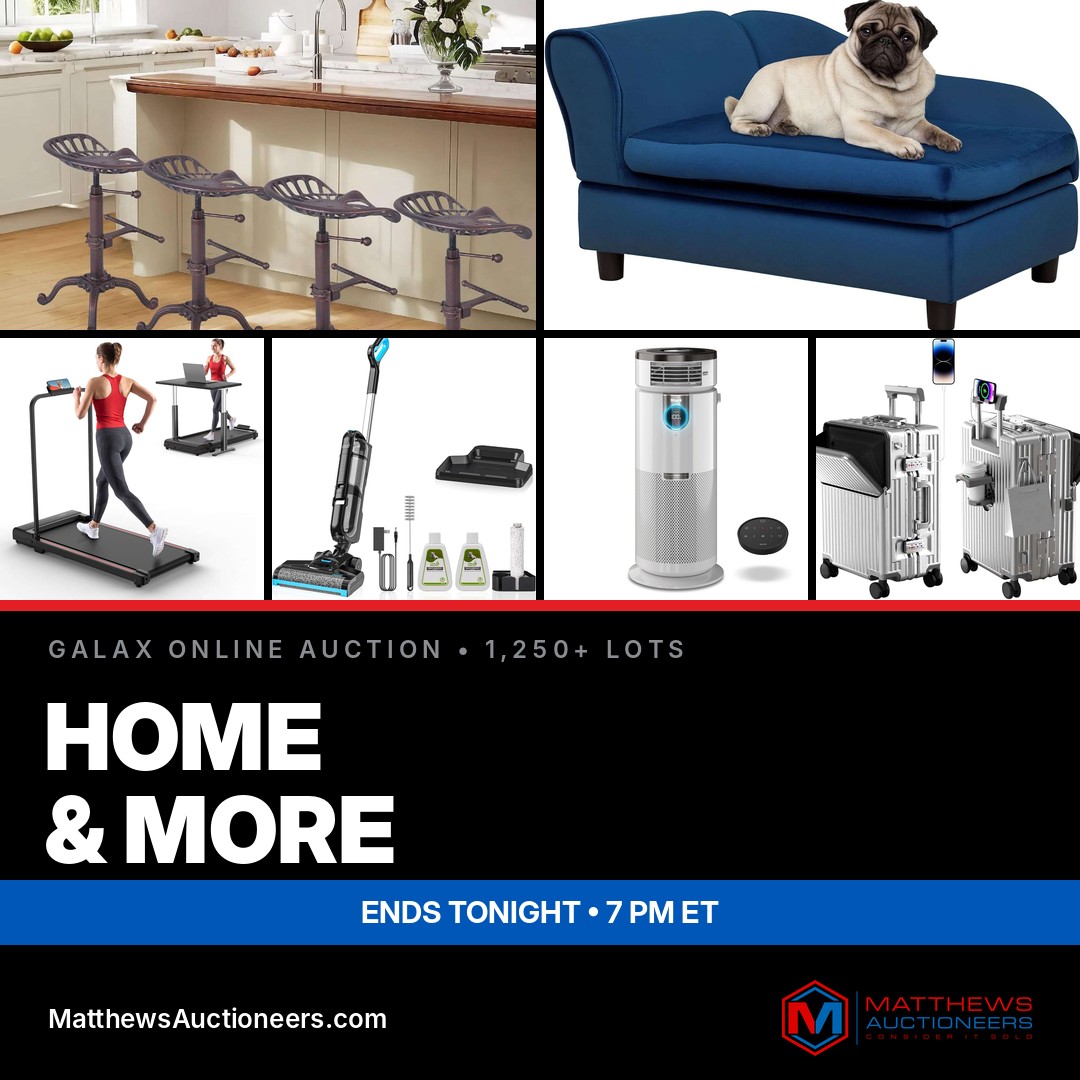 GALAX ONLINE AUCTION • 1,250+ LOTS
HOME
& MORE
ENDS TONIGHT • 7 PM ET
MatthewsAuctioneers.com
M
MATTHEWS
AUCTIONEERS
CONSIDER IT SOLD